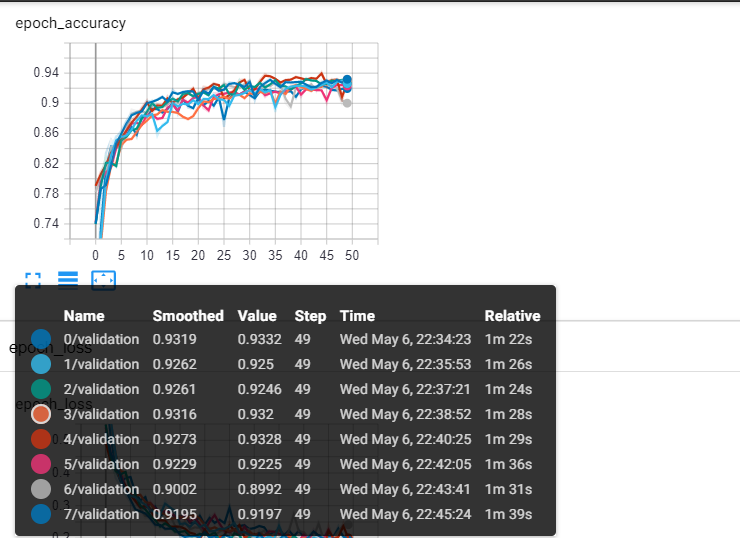 epoch_accuracy
0.94
0.9
0.86
0.82
0.78
0.74
0 5 10 15 20 25 30 35 40 45 50
Name Smoothed Value Step Time Relative
0/validation 0.9319 0.9332 49 Wed May 6, 22:34:23 1m 22s
epoch_loss
1/validation 0.9262 0.925 49 Wed May 6, 22:35:53 1m 26s
2/validation 0.9261 0.9246 49 Wed May 6, 22:37:21 1m 24s
epoch_loss
3/validation 0.9316 0.932 49 Wed May 6, 22:38:52 1m 28s
4/validation 0.9273 0.9328 49 Wed May 6, 22:40:25 1m 29s
5/validation 0.9229 0.9225 49 Wed May 6, 22:42:05 1m 36s
0.4
6/validation 0.9002 0.8992 49 Wed May 6, 22:43:41 1m 31s
0.3
7/validation 0.9195 0.9197 49 Wed May 6, 22:45:24 1m 39s
0.2